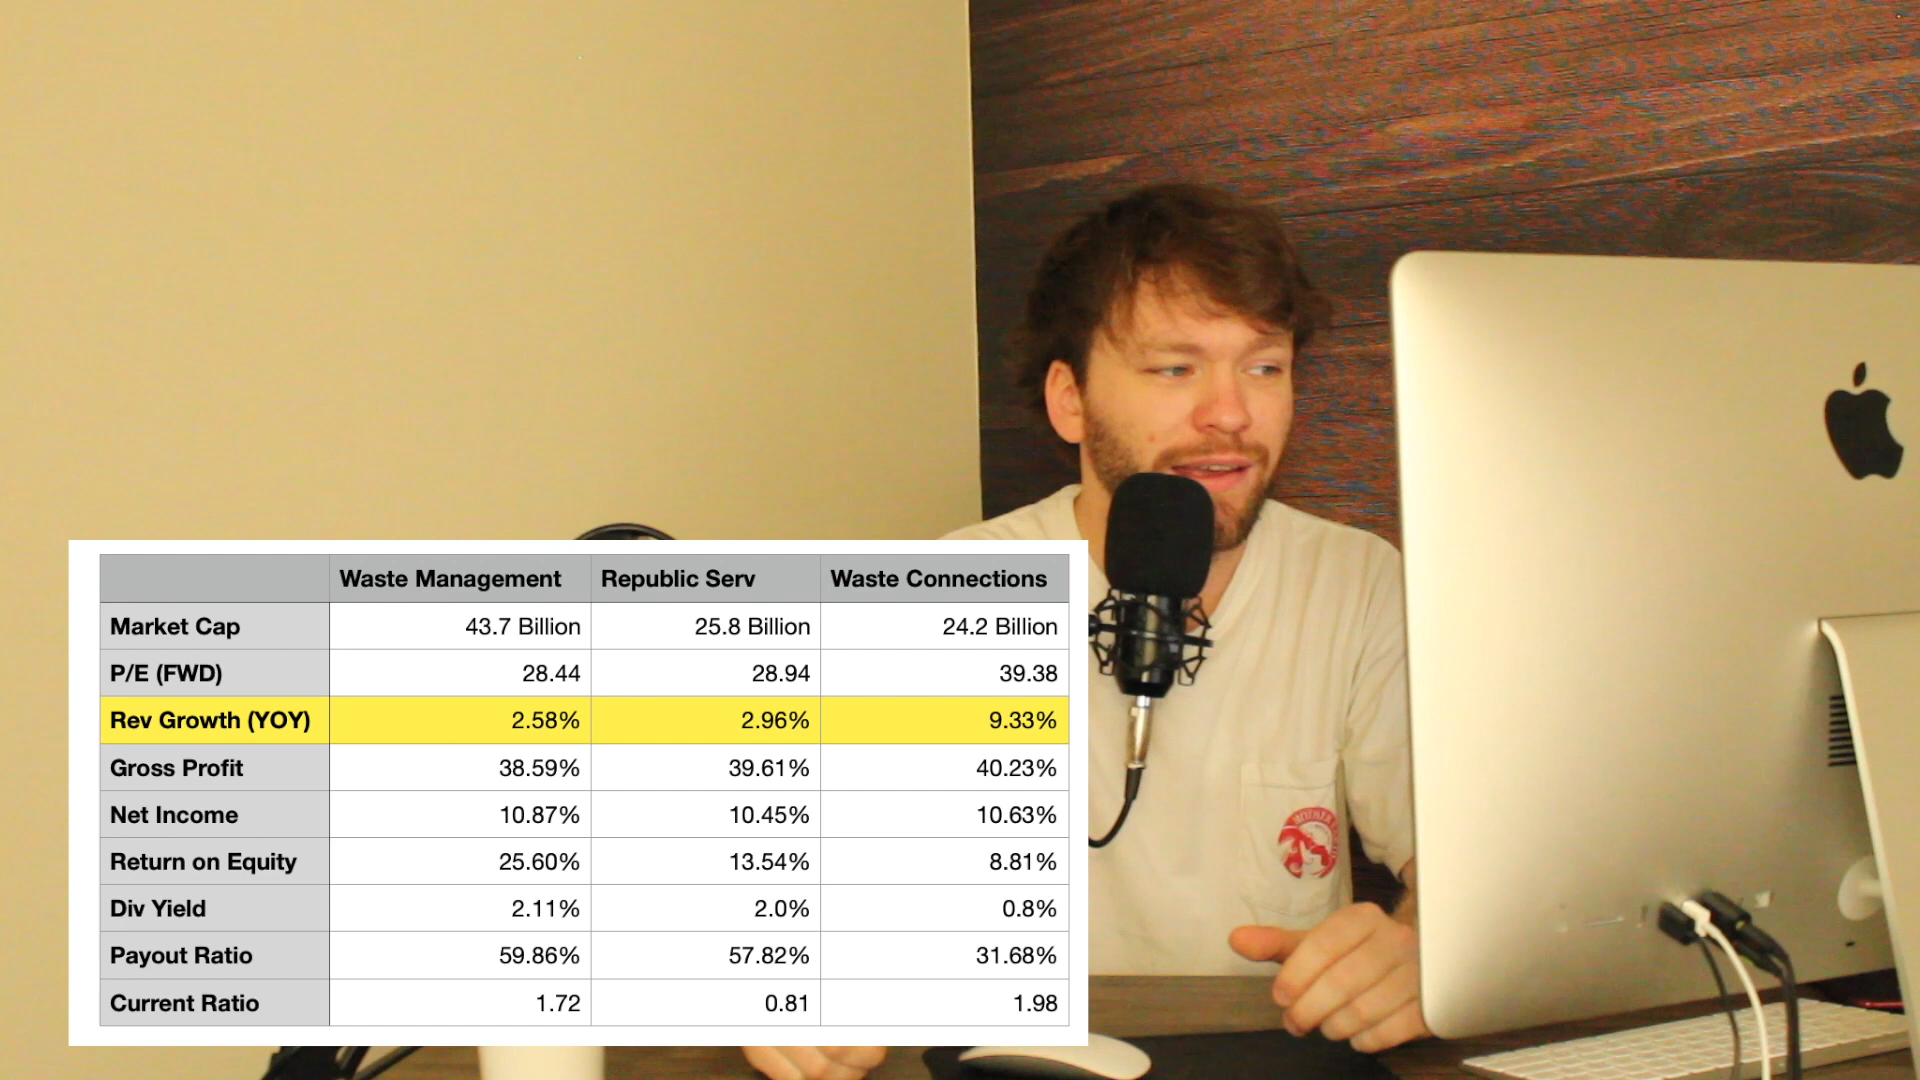 Waste Management Republic Serv Waste Connections
Market Cap 43.7 Billion 25.8 Billion 24.2 Billion
P/E (FWD) 28.44 28.94 39.38
Rev Growth (YOY) 2.58% 2.96% 9.33%
Gross Profit 38.59% 39.61% 40.23%
Net Income 10.87% 10.45% 10.63%
Return on Equity 25.60% 13.54% 8.81%
Div Yield 2.11% 2.0% 0.8%
Payout Ratio 59.86% 57.82% 31.68%
Current Ratio 1.72 0.81 1.98